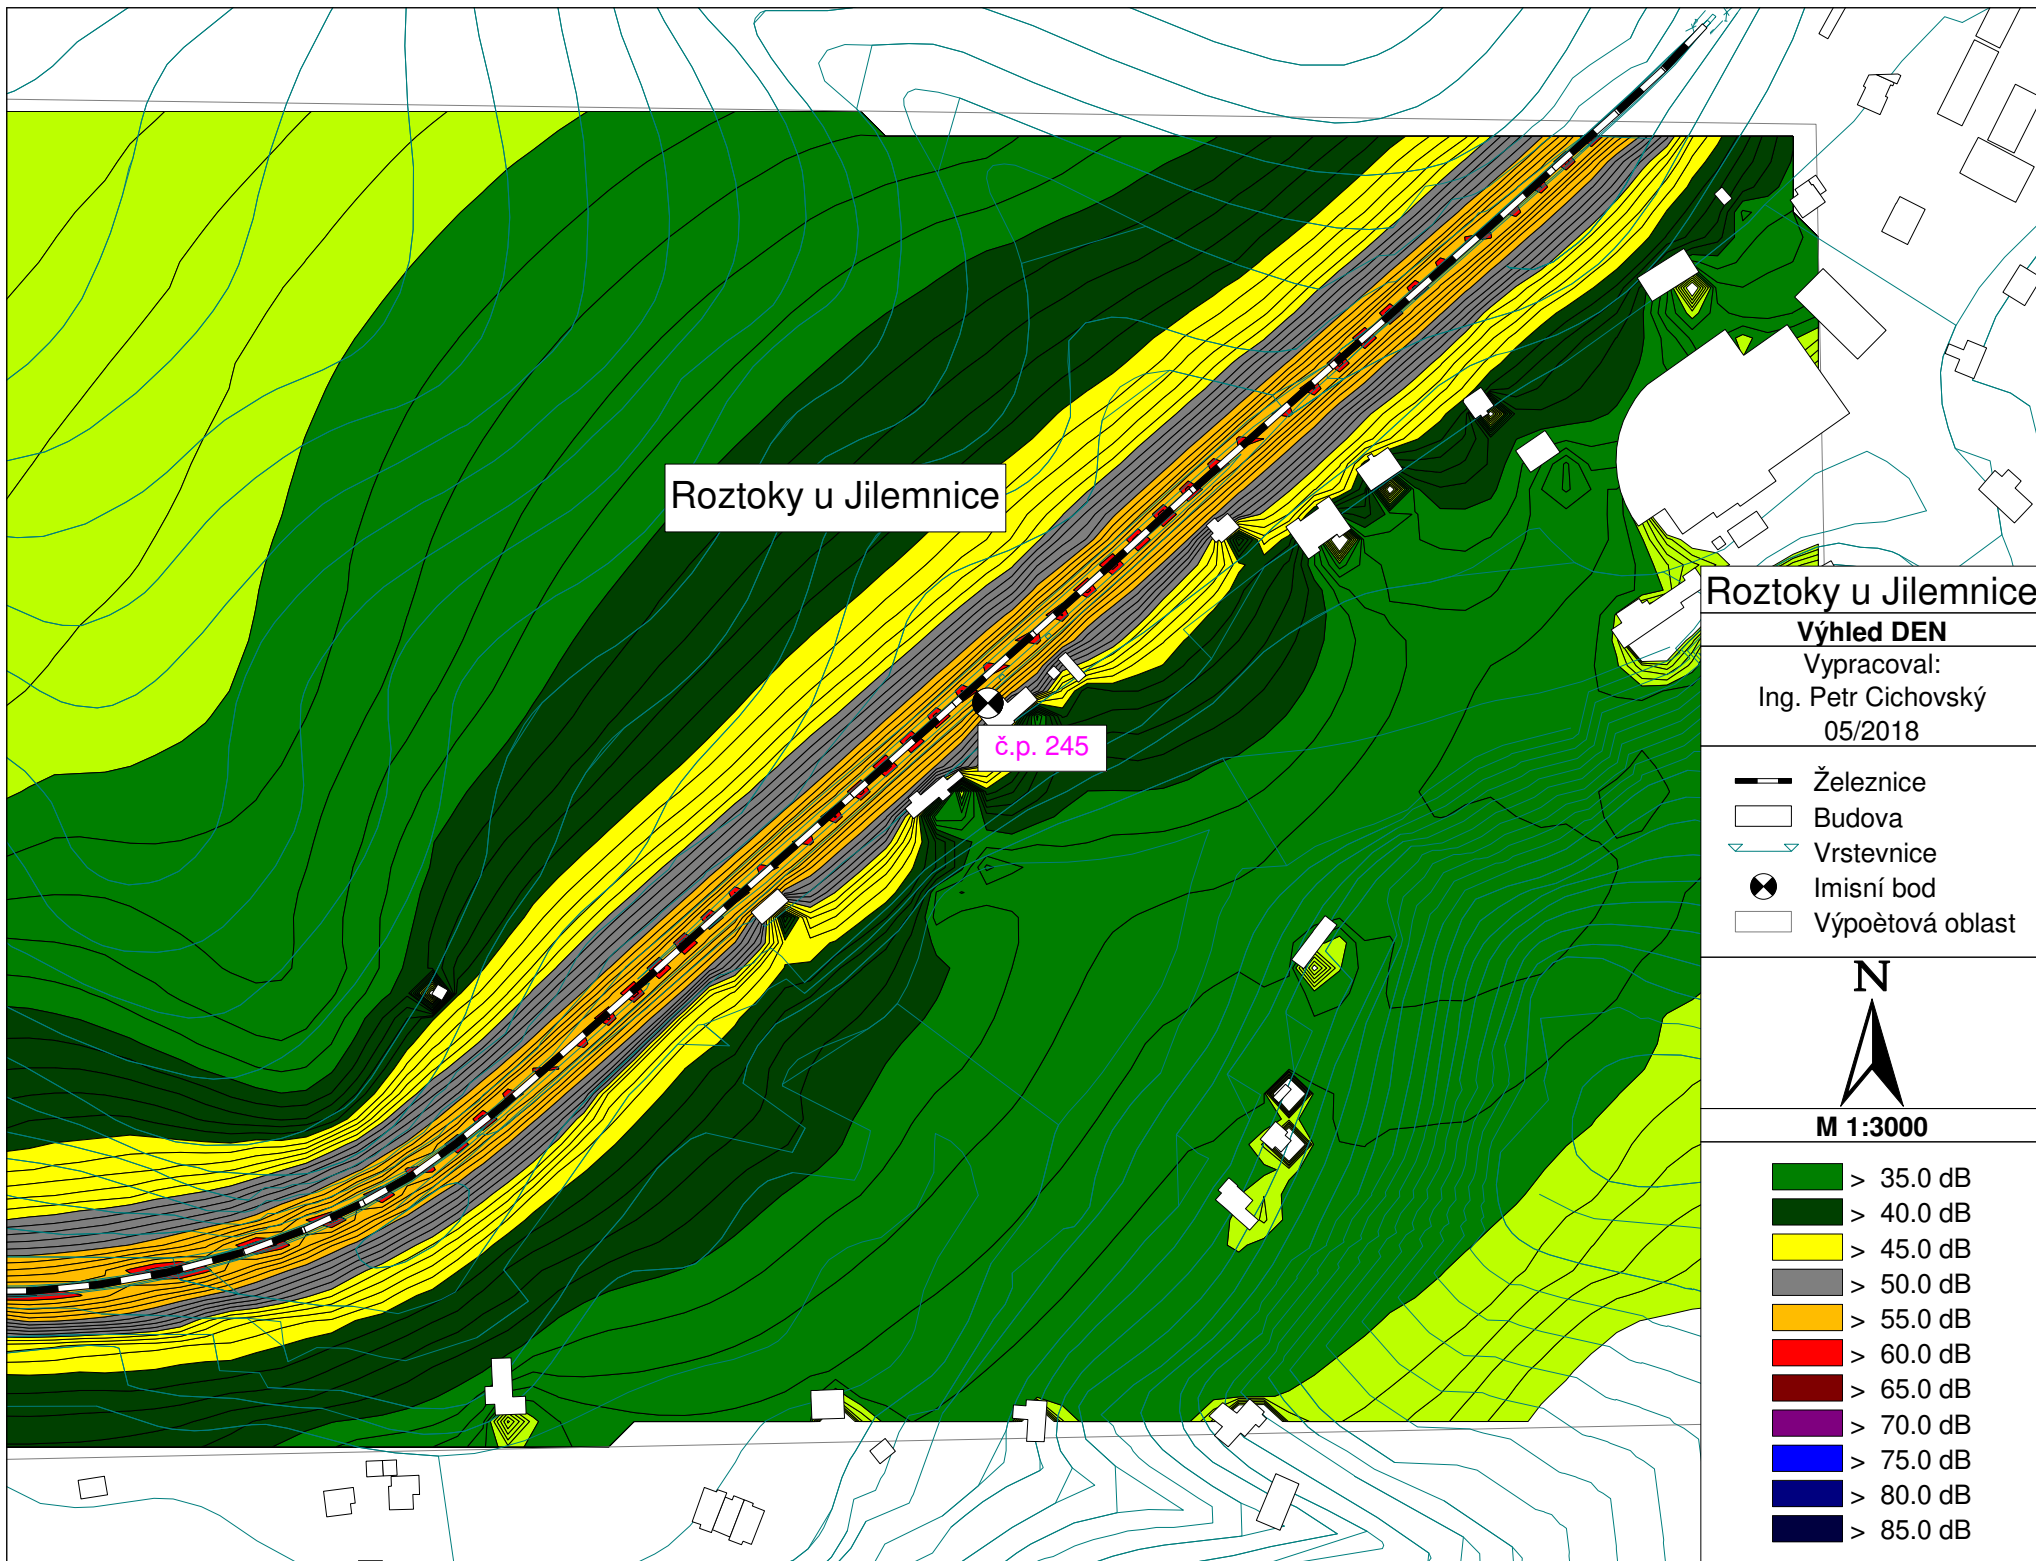 Roztoky u Jilemnice
č.p. 245
Roztoky u Jilemnice
Výhled DEN
Vypracoval:
Ing. Petr Cichovský
05/2018
Železnice
Budova
Vrstevnice
Imisní bod
Výpoètová oblast
N
M 1:3000
> 35.0 dB
> 40.0 dB
> 45.0 dB
> 50.0 dB
> 55.0 dB
> 60.0 dB
> 65.0 dB
> 70.0 dB
> 75.0 dB
> 80.0 dB
> 85.0 dB